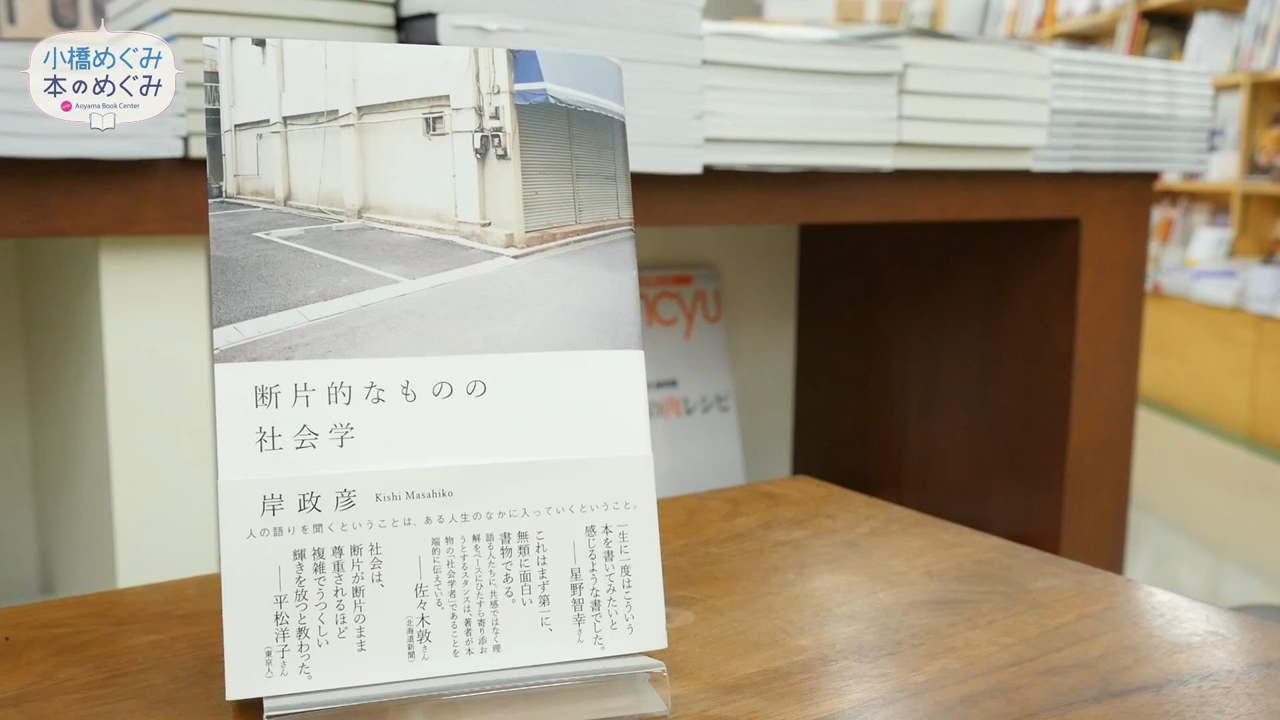 小橋めぐみ
本のめぐみ
Aoyama Book Center
断片的なものの
社会学
岸政彦 Kishi Masahiko
人の語りを聞くということは、ある人生のなかに入っていくということ。
一生に一度はこういう
本を書いてみたいと
感じるような書でした。
——星野智幸さん
これはまず第一に、
無類に面白い
書物である。
語る人たちに、共感ではなく理
解をベースにひたすら寄り添お
うとするスタンスは、著者が本
物の「社会学者」であることを
端的に伝えている。
——佐々木敦さん
（北海道新聞）
社会は、
断片が断片のまま
尊重されるほど
複雑でうつくしい
輝きを放つと教わった。
——平松洋子さん
（東京人）
ncyu
肉レシピ